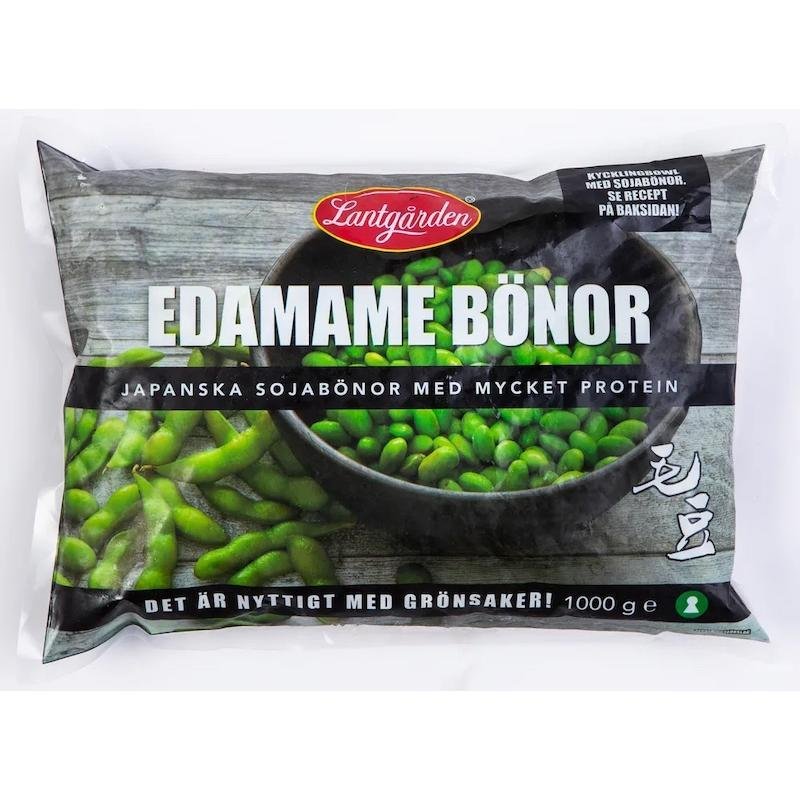 KYCKLINGBOWL
MED SOJABÖNOR.
SE RECEPT
PÅ BAKSIDAN!
Lantgården®
EDAMAME BÖNOR
JAPANSKA SOJABÖNOR MED MYCKET PROTEIN
毛豆
DET ÄR NYTTIGT MED GRÖNSAKER! 1000 g e